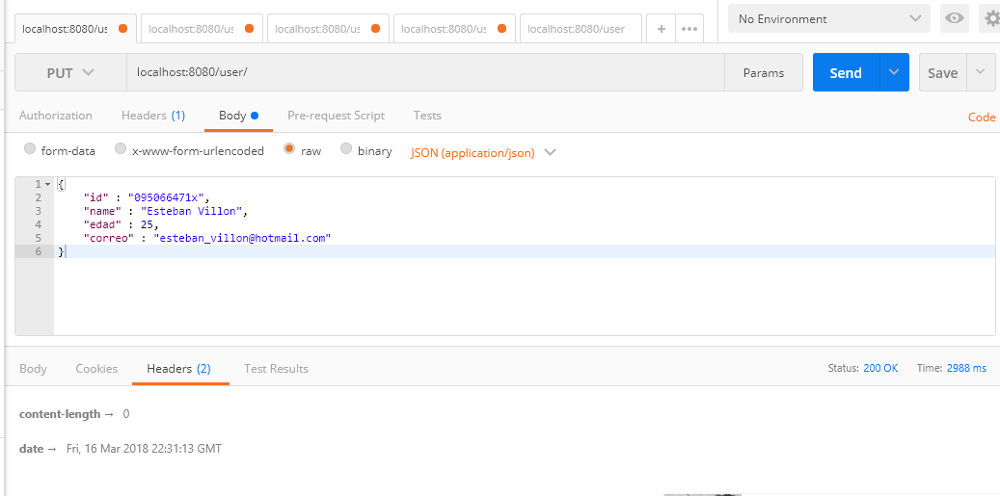 localhost:8080/us localhost:8080/us localhost:8080/us localhost:8080/us localhost:8080/user + ••• No Environment
PUT localhost:8080/user/ Params Send Save
Authorization Headers (1) Body Pre-request Script Tests Code
form-data x-www-form-urlencoded raw binary JSON (application/json)
1 {
2 "id" : "095066471x",
3 "name" : "Esteban Villon",
4 "edad" : 25,
5 "correo" : "esteban_villon@hotmail.com"
6 }
Body Cookies Headers (2) Test Results Status: 200 OK Time: 2988 ms
content-length → 0
date → Fri, 16 Mar 2018 22:31:13 GMT